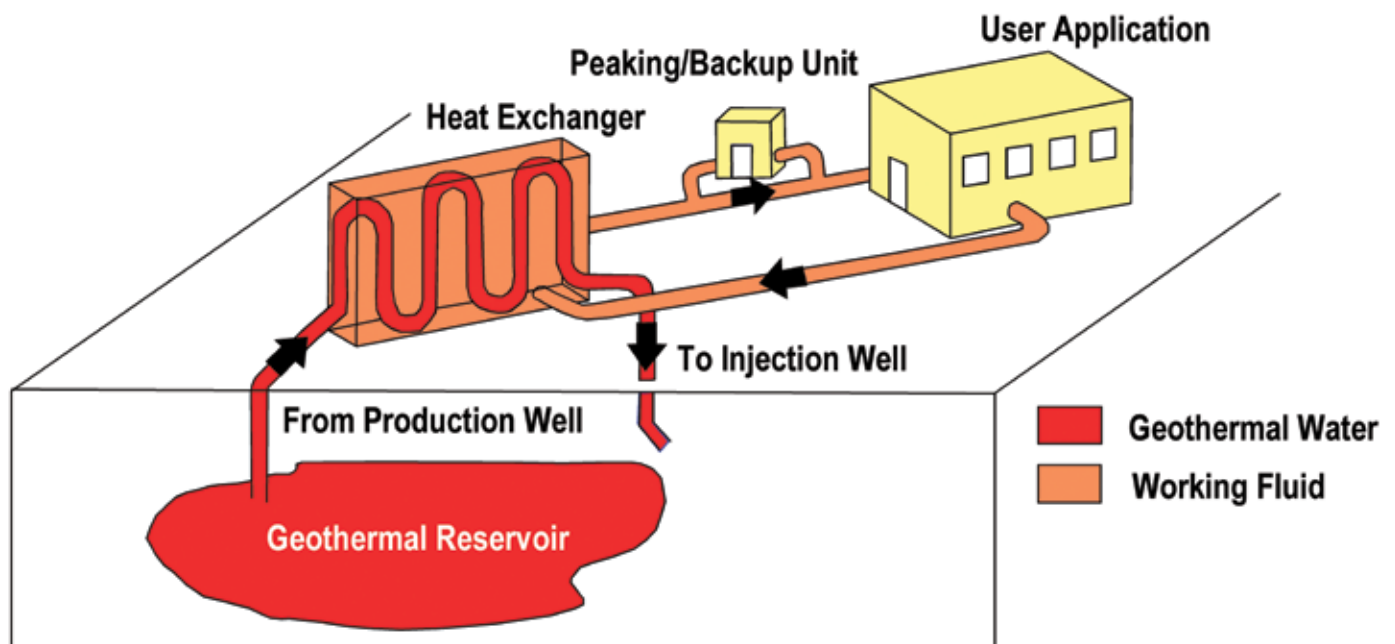 User Application
Peaking/Backup Unit
Heat Exchanger
To Injection Well
From Production Well
Geothermal Water
Working Fluid
Geothermal Reservoir